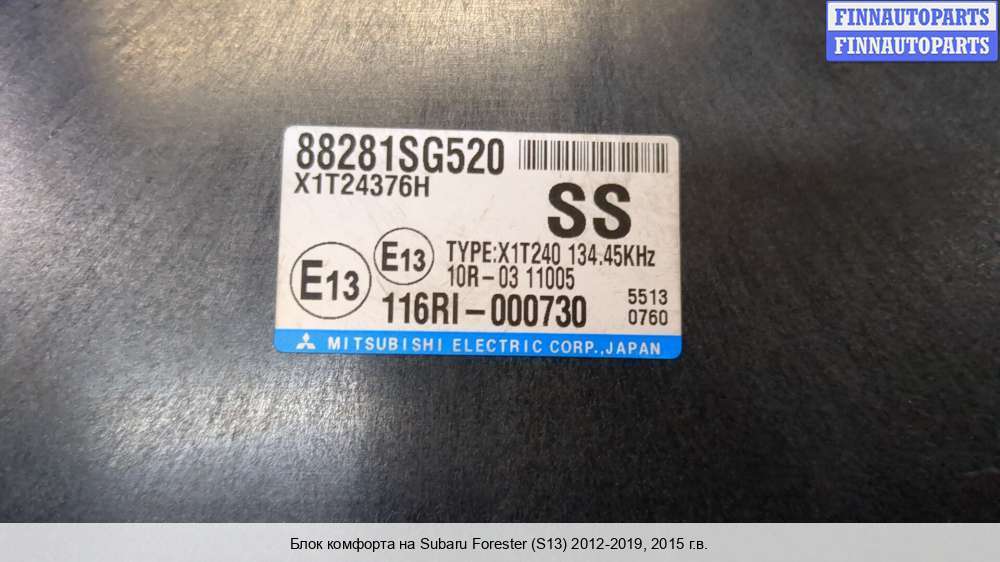 FINNAUTOPARTS
FINNAUTOPARTS
88281SG520
X1T24376H
SS
E13
E13
TYPE:X1T240 134.45KHz
10R-03 11005
116RI-000730
5513
0760
MITSUBISHI ELECTRIC CORP.,JAPAN
Блок комфорта на Subaru Forester (S13) 2012-2019, 2015 г.в.